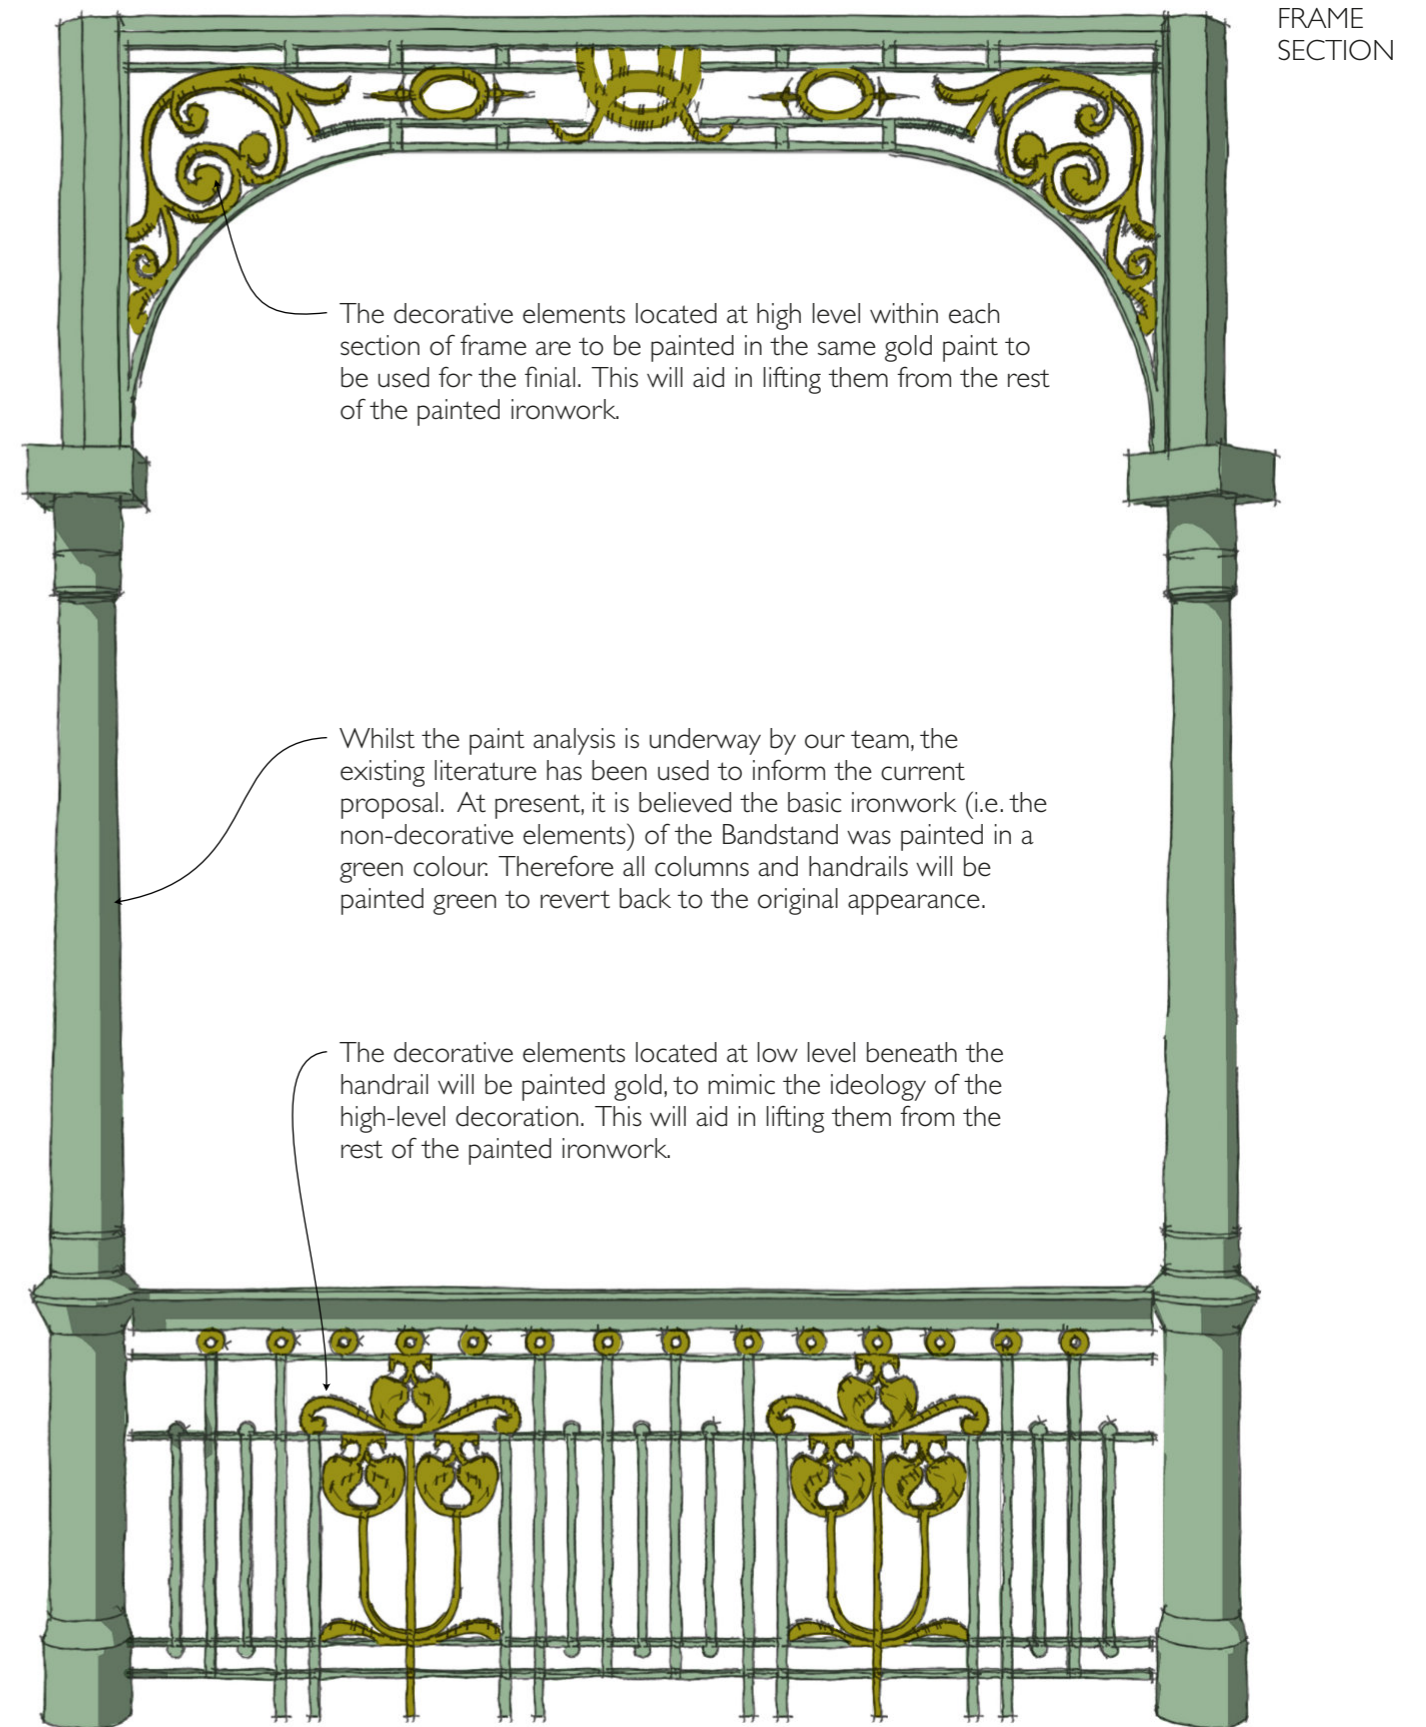 FRAME
SECTION
The decorative elements located at high level within each
section of frame are to be painted in the same gold paint to
be used for the finial. This will aid in lifting them from the rest
of the painted ironwork.
Whilst the paint analysis is underway by our team, the
existing literature has been used to inform the current
proposal. At present, it is believed the basic ironwork (i.e. the
non-decorative elements) of the Bandstand was painted in a
green colour. Therefore all columns and handrails will be
painted green to revert back to the original appearance.
The decorative elements located at low level beneath the
handrail will be painted gold, to mimic the ideology of the
high-level decoration. This will aid in lifting them from the
rest of the painted ironwork.